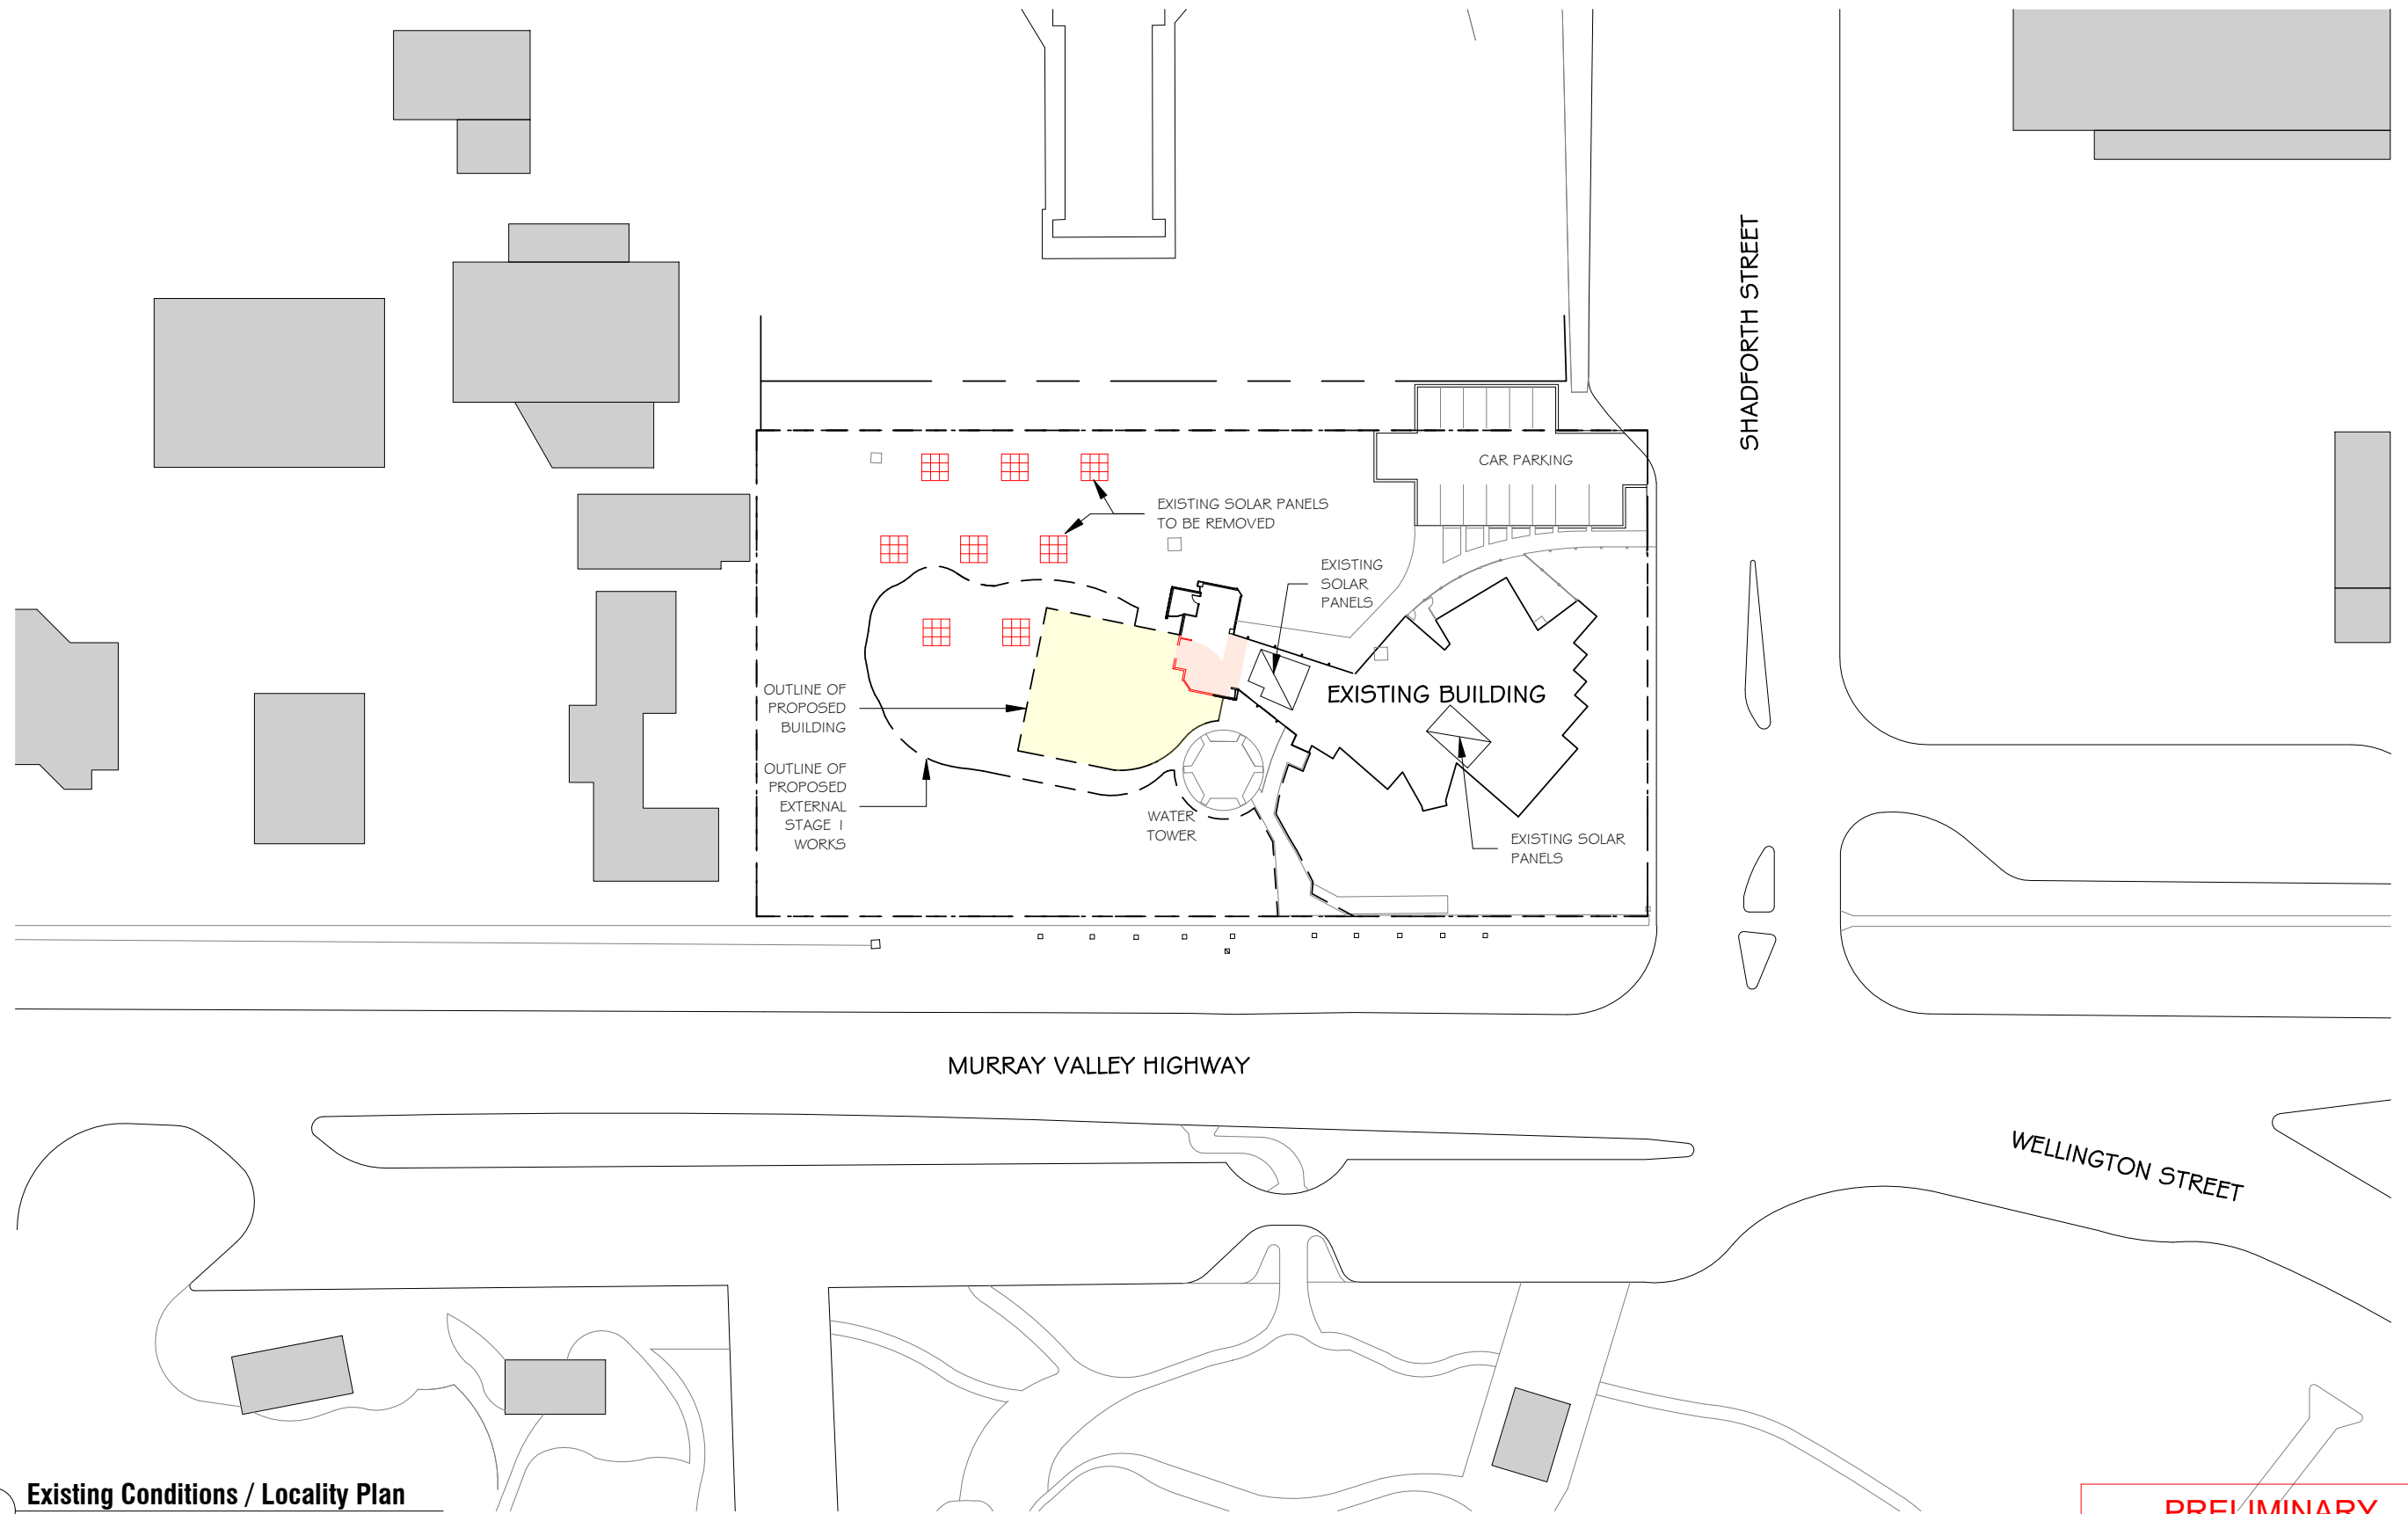 SHADFORTH STREET
CAR PARKING
EXISTING SOLAR PANELS
TO BE REMOVED
EXISTING
SOLAR
PANELS
OUTLINE OF
PROPOSED
BUILDING
EXISTING BUILDING
OUTLINE OF
PROPOSED
EXTERNAL
STAGE 1
WORKS
WATER
TOWER
EXISTING SOLAR
PANELS
MURRAY VALLEY HIGHWAY
WELLINGTON STREET
Existing Conditions / Locality Plan
PRELIMINARY